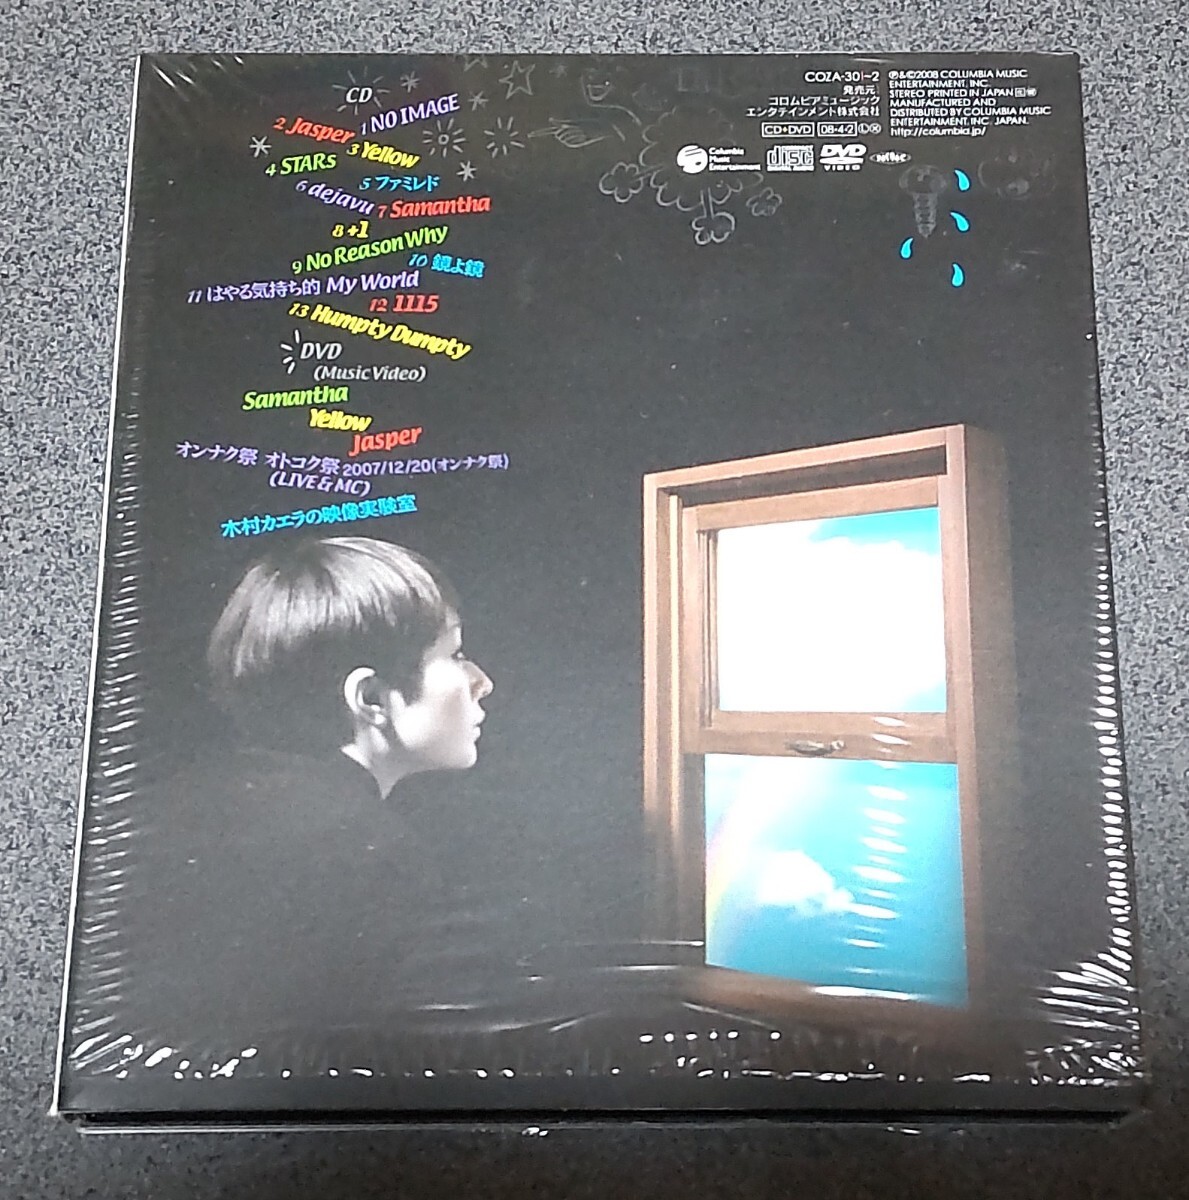 CD
1 NO IMAGE
2 Jasper
3 Yellow
4 STARs
5 ファミレド
6 dejavu
7 Samantha
8 +1
9 No Reason Why
10 鏡よ鏡
11 はやる気持ち的 My World
12 1115
13 Humpty Dumpty
DVD
(Music Video)
Samantha
Yellow
Jasper
オンナク祭 オトコク祭 2007/12/20(オンナク祭)
(LIVE & MC)
木村カエラの映像実験室
COZA-301~2
発売元:
コロムビアミュージック
エンタテインメント株式会社
CD+DVD 08・4・2 Ⓛ Ⓧ
℗&©2008 COLUMBIA MUSIC
ENTERTAINMENT, INC.
STEREO PRINTED IN JAPAN
MANUFACTURED AND
DISTRIBUTED BY COLUMBIA MUSIC
ENTERTAINMENT, INC. JAPAN.
http://columbia.jp/
Columbia
Music
Entertainment
COMPACT
disc
DIGITAL AUDIO
DVD
VIDEO